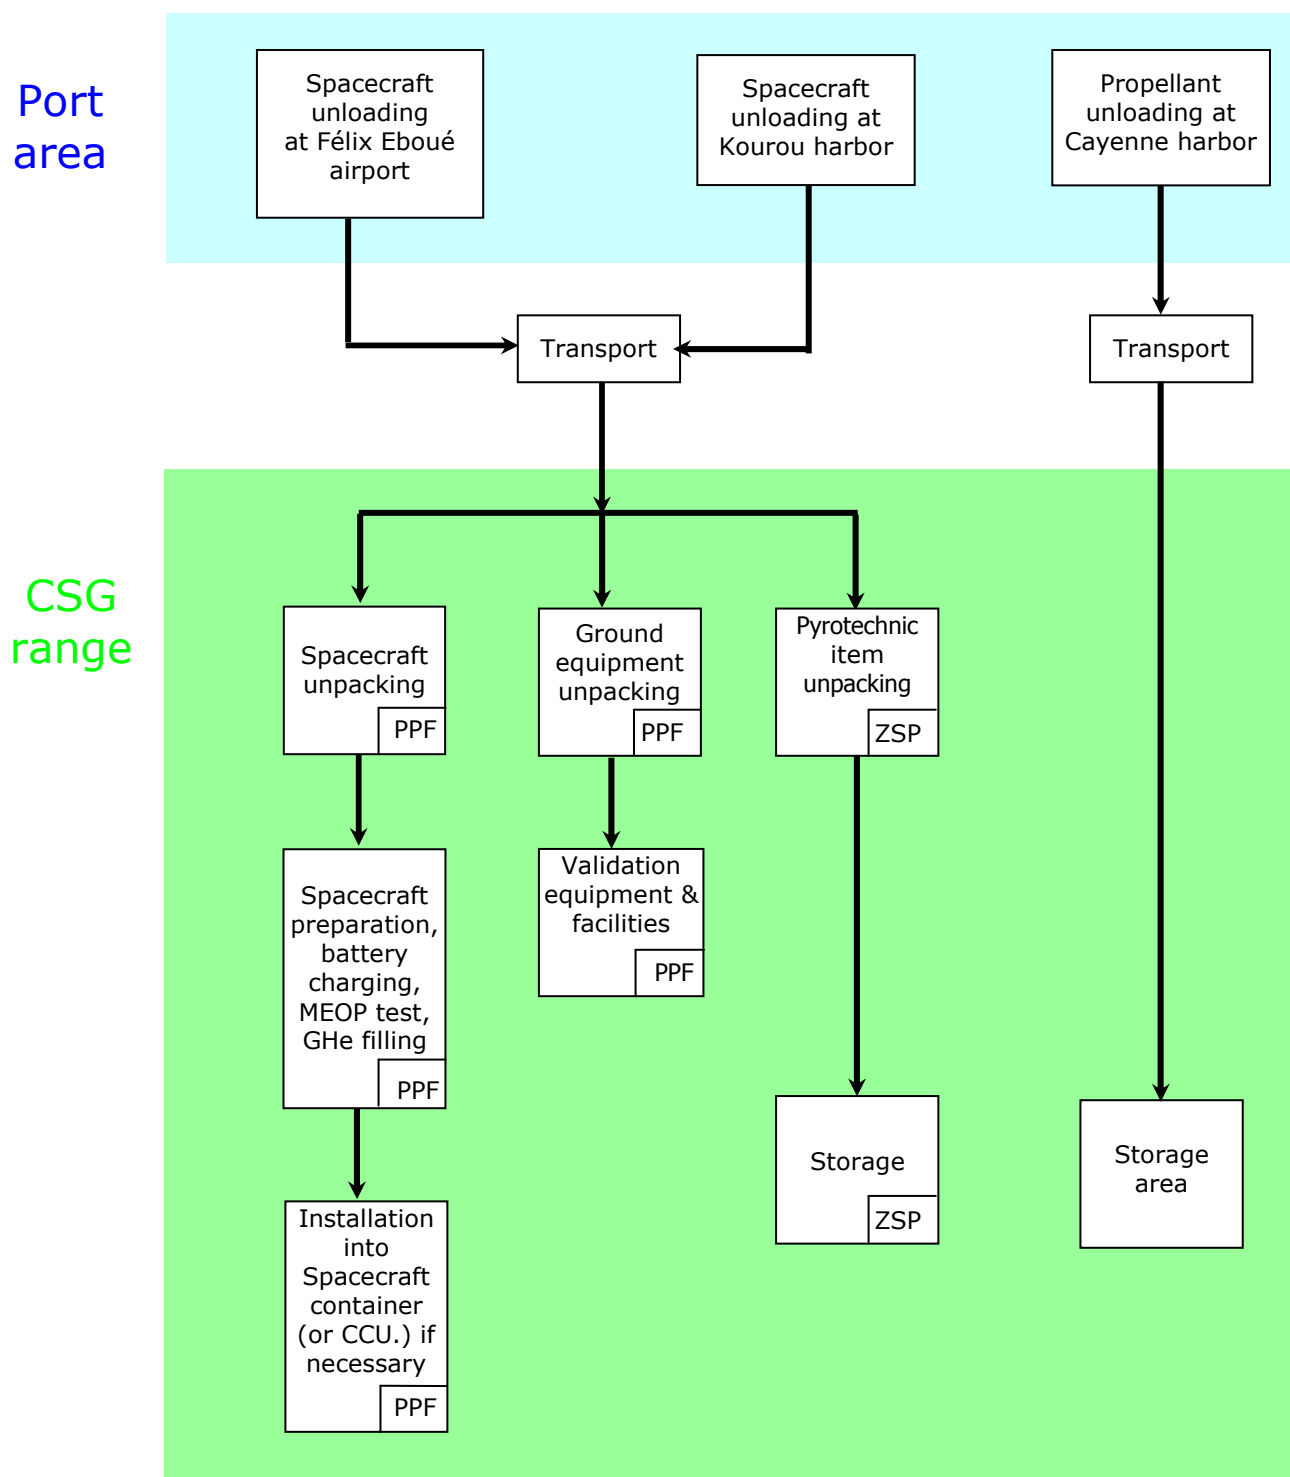 Port
area
Spacecraft
unloading
at Félix Eboué
airport
Spacecraft
unloading at
Kourou harbor
Propellant
unloading at
Cayenne harbor
Transport
Transport
CSG
range
Spacecraft
unpacking
PPF
Ground
equipment
unpacking
PPF
Pyrotechnic
item
unpacking
ZSP
Spacecraft
preparation,
battery
charging,
MEOP test,
GHe filling
PPF
Validation
equipment &
facilities
PPF
Storage
ZSP
Storage
area
Installation
into
Spacecraft
container
(or CCU.) if
necessary
PPF